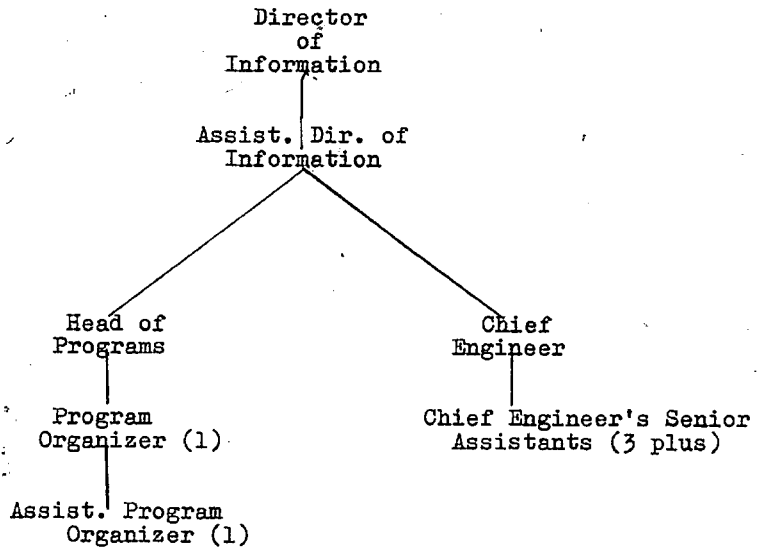 Director
of
Information
Assist. Dir. of
Information
Head of
Programs
Chief
Engineer
Program
Organizer (1)
Chief Engineer's Senior
Assistants (3 plus)
Assist. Program
Organizer (1)